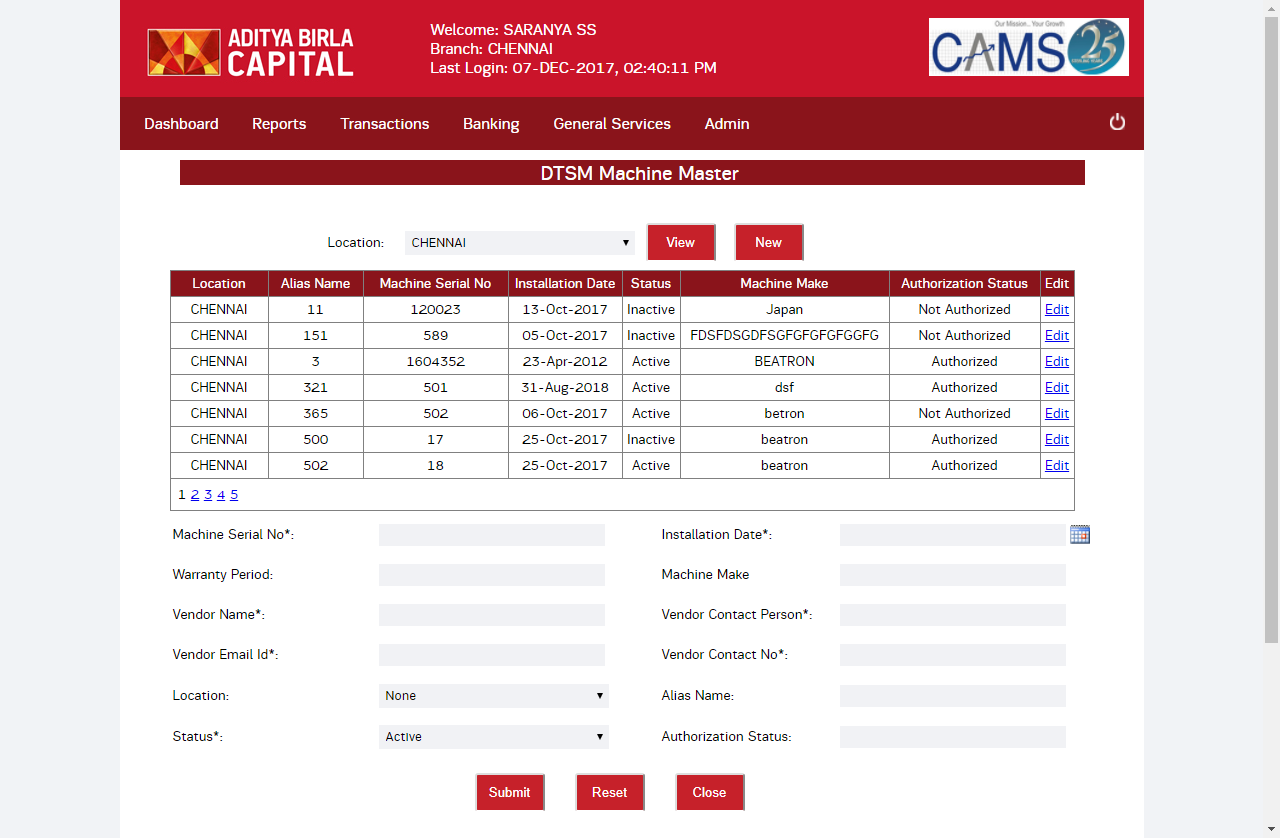 ADITYA BIRLA
CAPITAL
Welcome: SARANYA SS
Branch: CHENNAI
Last Login: 07-DEC-2017, 02:40:11 PM
Our Mission... Your Growth
CAMS 25
Dashboard Reports Transactions Banking General Services Admin
DTSM Machine Master
Location: CHENNAI View New
Location Alias Name Machine Serial No Installation Date Status Machine Make Authorization Status Edit
CHENNAI 11 120023 13-Oct-2017 Inactive Japan Not Authorized Edit
CHENNAI 151 589 05-Oct-2017 Inactive FDSFDSGDFSGFGFGFGFGGFG Not Authorized Edit
CHENNAI 3 1604352 23-Apr-2012 Active BEATRON Authorized Edit
CHENNAI 321 501 31-Aug-2018 Active dsf Authorized Edit
CHENNAI 365 502 06-Oct-2017 Active betron Not Authorized Edit
CHENNAI 500 17 25-Oct-2017 Inactive beatron Authorized Edit
CHENNAI 502 18 25-Oct-2017 Active beatron Authorized Edit
1 2 3 4 5
Machine Serial No*: Installation Date*:
Warranty Period: Machine Make
Vendor Name*: Vendor Contact Person*:
Vendor Email Id*: Vendor Contact No*:
Location: None Alias Name:
Status*: Active Authorization Status:
Submit Reset Close